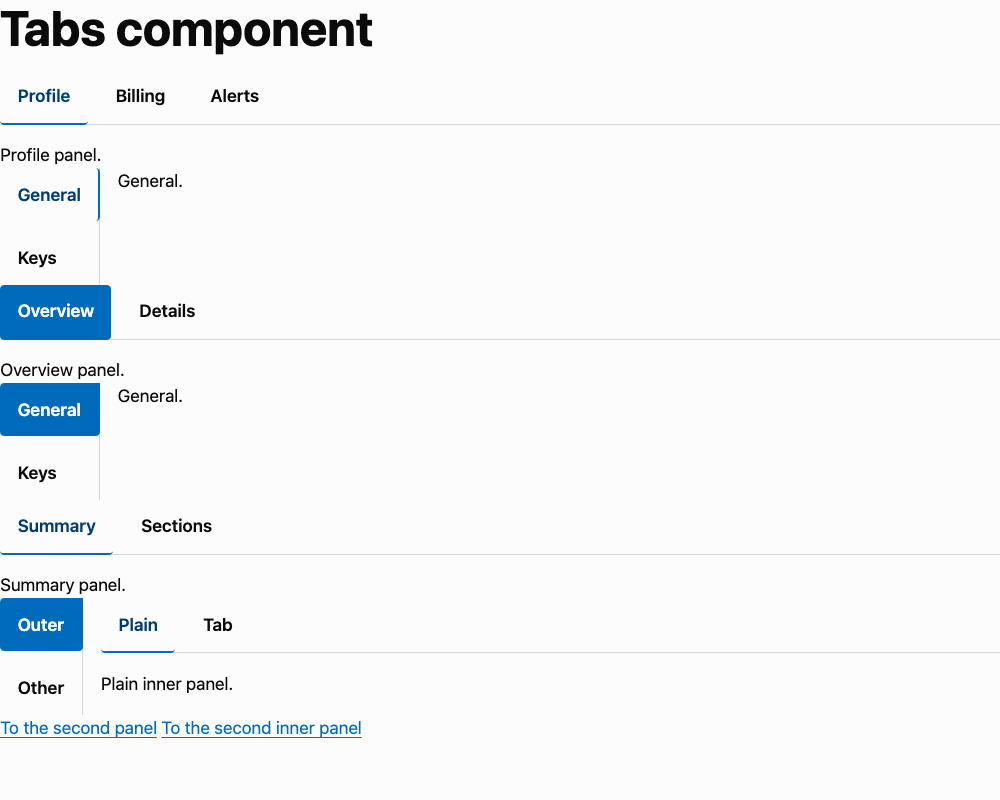 Tabs component
Profile Billing Alerts
Profile panel.
General General.
Keys
Overview Details
Overview panel.
General General.
Keys
Summary Sections
Summary panel.
Outer Plain Tab
Other Plain inner panel.
To the second panel To the second inner panel